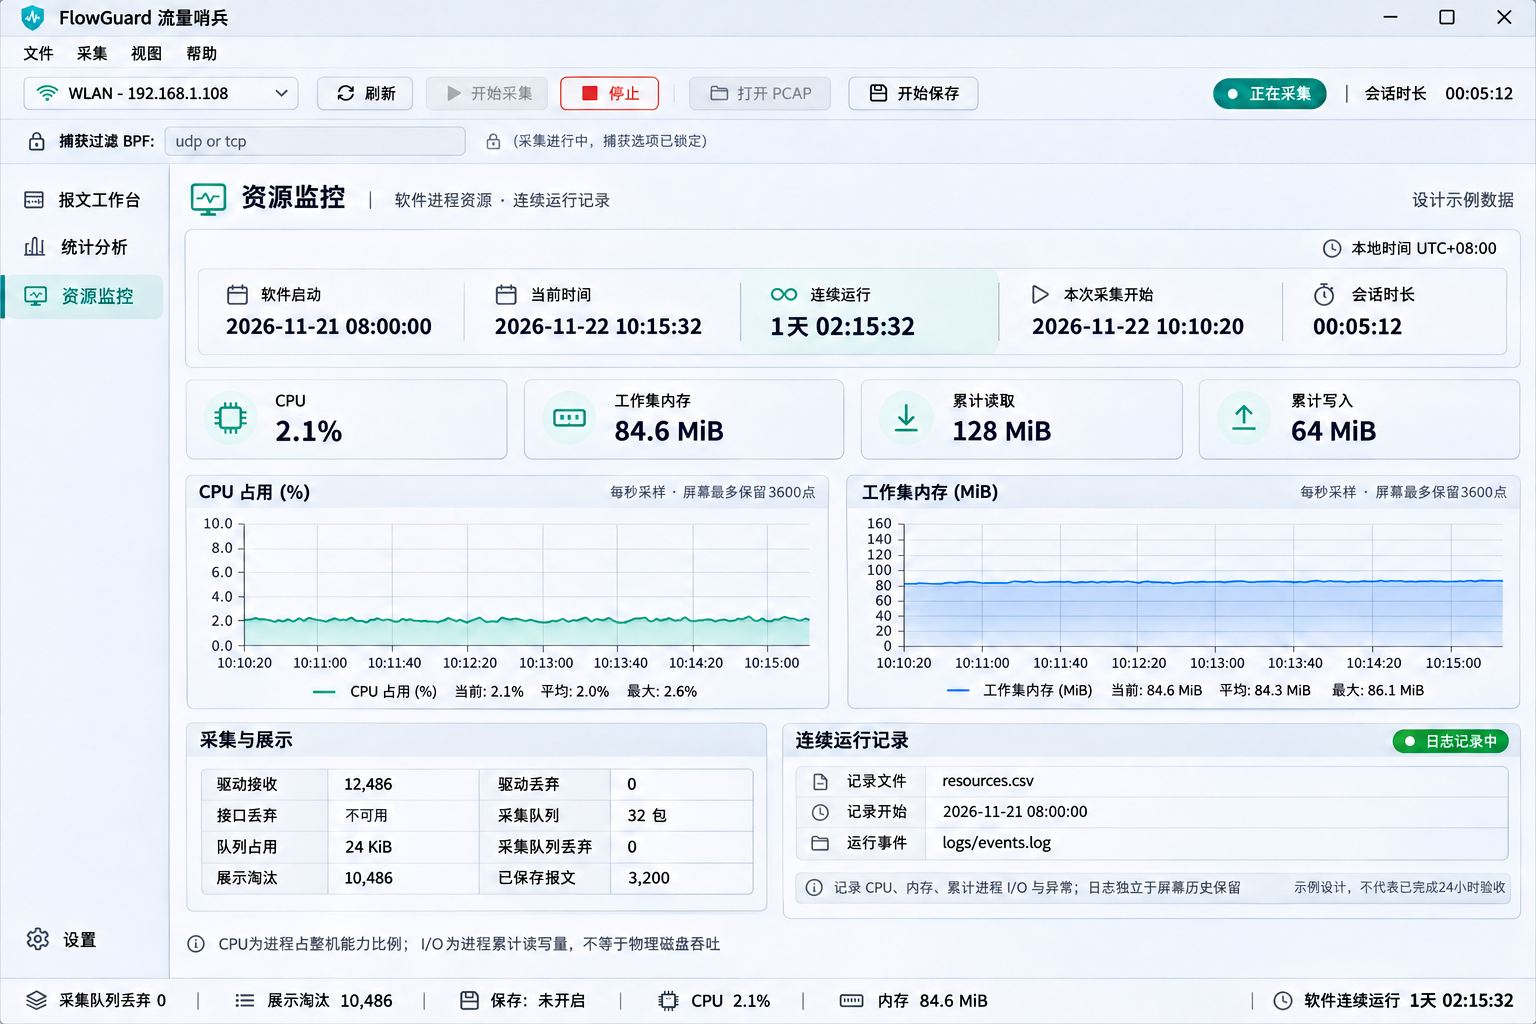 FlowGuard 流量哨兵
文件 采集 视图 帮助
WLAN - 192.168.1.108 刷新 开始采集 停止 打开 PCAP 开始保存 正在采集 | 会话时长 00:05:12
捕获过滤 BPF: udp or tcp (采集进行中，捕获选项已锁定)
报文工作台
统计分析
资源监控
设置
资源监控 | 软件进程资源 · 连续运行记录 设计示例数据
本地时间 UTC+08:00
软件启动 当前时间 连续运行 本次采集开始 会话时长
2026-11-21 08:00:00 2026-11-22 10:15:32 1天 02:15:32 2026-11-22 10:10:20 00:05:12
CPU 工作集内存 累计读取 累计写入
2.1% 84.6 MiB 128 MiB 64 MiB
CPU 占用 (%) 每秒采样 · 屏幕最多保留3600点
10.0
8.0
6.0
4.0
2.0
0.0
10:10:20 10:11:00 10:11:40 10:12:20 10:13:00 10:13:40 10:14:20 10:15:00
CPU 占用 (%) 当前: 2.1% 平均: 2.0% 最大: 2.6%
工作集内存 (MiB) 每秒采样 · 屏幕最多保留3600点
160
140
120
100
80
60
40
20
0
10:10:20 10:11:00 10:11:40 10:12:20 10:13:00 10:13:40 10:14:20 10:15:00
工作集内存 (MiB) 当前: 84.6 MiB 平均: 84.3 MiB 最大: 86.1 MiB
采集与展示
驱动接收 12,486 驱动丢弃 0
接口丢弃 不可用 采集队列 32 包
队列占用 24 KiB 采集队列丢弃 0
展示淘汰 10,486 已保存报文 3,200
连续运行记录 日志记录中
记录文件 resources.csv
记录开始 2026-11-21 08:00:00
运行事件 logs/events.log
记录 CPU、内存、累计进程 I/O 与异常；日志独立于屏幕历史保留 示例设计，不代表已完成24小时验收
CPU为进程占整机能力比例； I/O为进程累计读写量，不等于物理磁盘吞吐
采集队列丢弃 0 | 展示淘汰 10,486 | 保存：未开启 | CPU 2.1% | 内存 84.6 MiB | 软件连续运行 1天 02:15:32